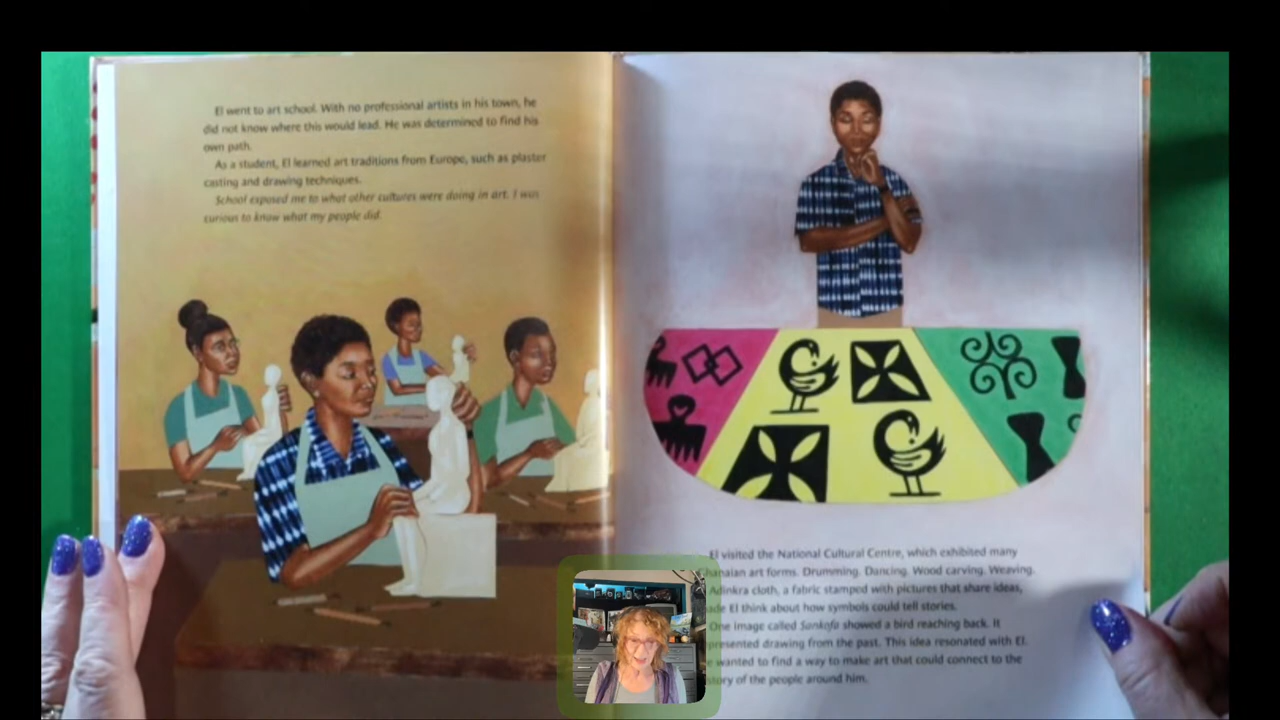 El went to art school. With no professional artists in his town, he
did not know where this would lead. He was determined to find his
own path.
As a student, El learned art traditions from Europe, such as plaster
casting and drawing techniques.
School exposed me to what other cultures were doing in art. I was
curious to know what my people did.
El visited the National Cultural Centre, which exhibited many
Ghanaian art forms. Drumming. Dancing. Wood carving. Weaving.
Adinkra cloth, a fabric stamped with pictures that share ideas,
El think about how symbols could tell stories.
One image called Sankofa showed a bird reaching back. It
drawing from the past. This idea resonated with El.
wanted to find a way to make art that could connect to the
of the people around him.